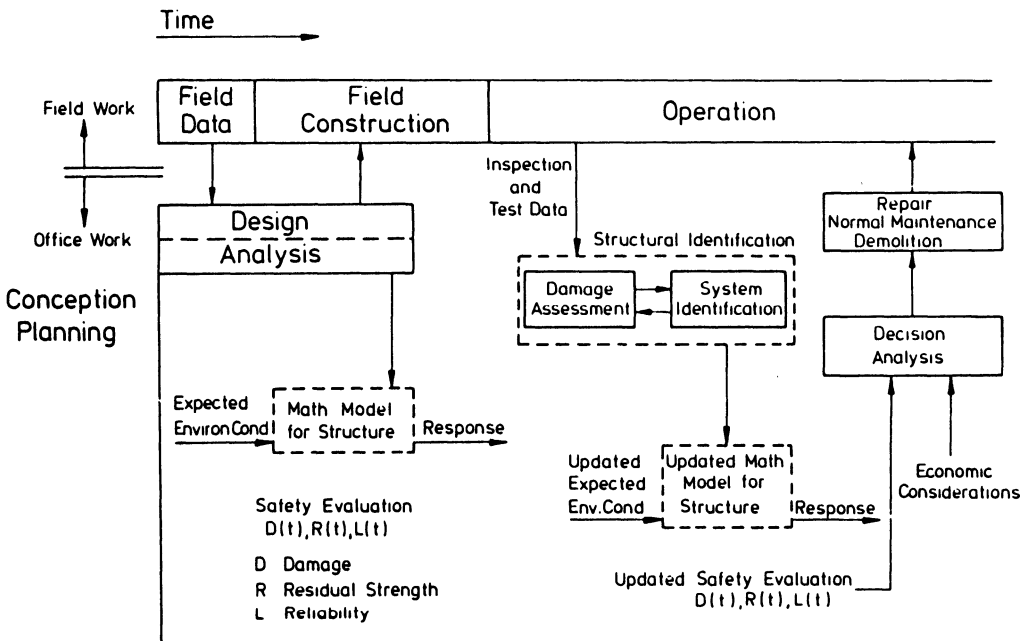 Time
Field Work
Field
Data
Field
Construction
Operation
Office Work
Conception
Planning
Design
Analysis
Inspection
and
Test Data
Repair
Normal Maintenance
Demolition
Structural Identification
Damage
Assessment
System
Identification
Decision
Analysis
Expected
Environ Cond
Math Model
for Structure
Response
Updated
Expected
Env. Cond
Updated Math
Model for
Structure
Response
Economic
Considerations
Safety Evaluation
D(t),R(t),L(t)
D Damage
R Residual Strength
L Reliability
Updated Safety Evaluation
D(t),R(t),L(t)